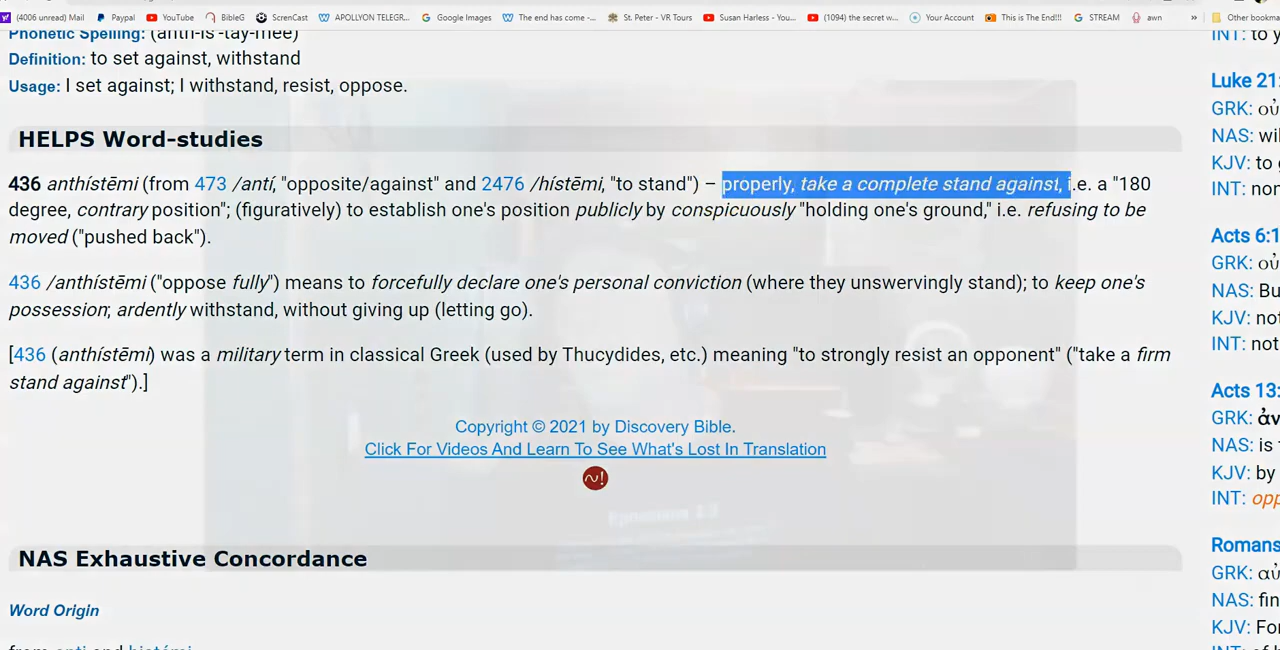 (4006 unread) Mail Paypal YouTube BibleG ScrenCast APOLLYON TELEGR... Google Images The end has come -... St. Peter - VR Tours Susan Harless - You... (1094) the secret w... Your Account This is The End!!! STREAM awn » Other bookma
Phonetic Spelling: (anth-is'-tay-mee)
Definition: to set against, withstand
Usage: I set against; I withstand, resist, oppose.
HELPS Word-studies
436 anthístēmi (from 473 /antí, "opposite/against" and 2476 /hístēmi, "to stand") – properly, take a complete stand against, i.e. a "180
degree, contrary position"; (figuratively) to establish one's position publicly by conspicuously "holding one's ground," i.e. refusing to be
moved ("pushed back").
436 /anthístēmi ("oppose fully") means to forcefully declare one's personal conviction (where they unswervingly stand); to keep one's
possession; ardently withstand, without giving up (letting go).
[436 (anthístēmi) was a military term in classical Greek (used by Thucydides, etc.) meaning "to strongly resist an opponent" ("take a firm
stand against").]
Copyright © 2021 by Discovery Bible.
Click For Videos And Learn To See What's Lost In Translation
NAS Exhaustive Concordance
Word Origin
from anti and histémi
INT: to y
Luke 21:
GRK: οὐ
NAS: wil
KJV: to g
INT: nor
Acts 6:1
GRK: οὐ
NAS: Bu
KJV: not
INT: not
Acts 13:
GRK: ἀν
NAS: is
KJV: by
INT: opp
Romans
GRK: αὐ
NAS: fin
KJV: For